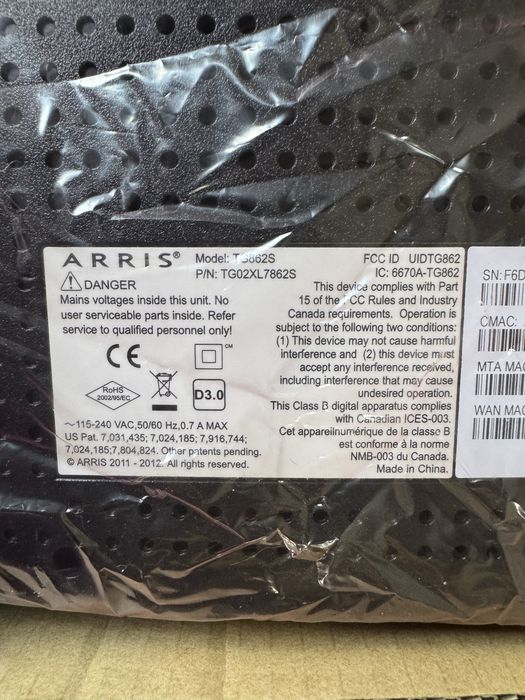 ARRIS®
Model: TG862S
P/N: TG02XL7862S
DANGER
Mains voltages inside this unit. No
user serviceable parts inside. Refer
service to qualified personnel only!
CE
CM
RoHS
2002/95/EC
D3.0
~115-240 VAC,50/60 Hz,0.7 A MAX
US Pat. 7,031,435; 7,024,185; 7,916,744;
7,024,185;7,804,824. Other patents pending.
© ARRIS 2011 - 2012. All rights reserved.
FCC ID UIDTG862
IC: 6670A-TG862
This device complies with Part
15 of the FCC Rules and Industry
Canada requirements. Operation is
subject to the following two conditions:
(1) This device may not cause harmful
interference and (2) this device must
accept any interference received,
including interference that may cause
undesired operation.
This Class B digital apparatus complies
with Canadian ICES-003.
Cet appareilnumérique de la classe B
est conforme à la norme
NMB-003 du Canada.
Made in China.
SN: F6D
CMAC:
MTA MAC
WAN MAC